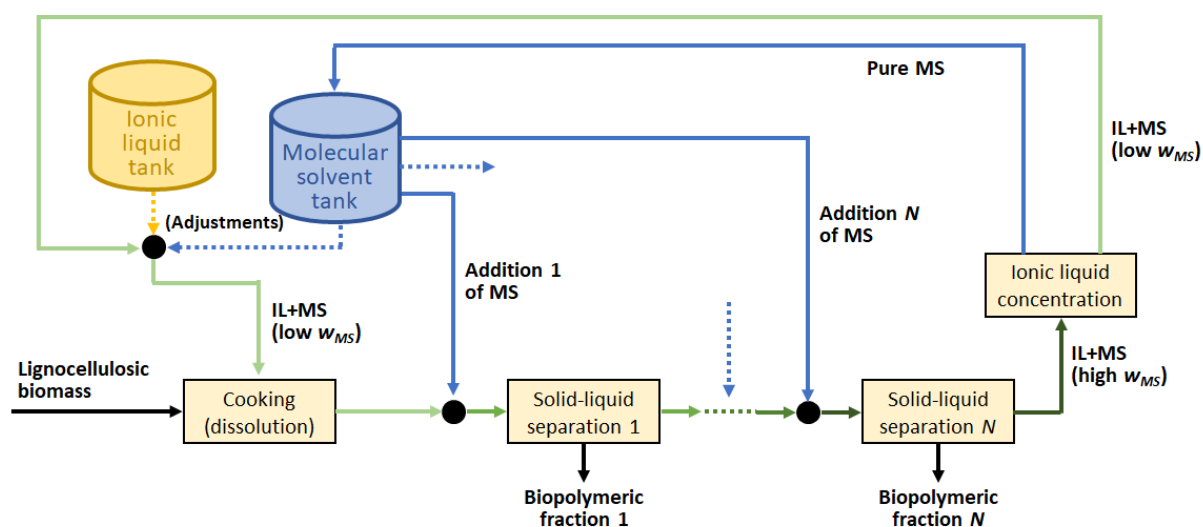 Pure MS
Ionic
liquid
tank
Molecular
solvent
tank
(Adjustments)
IL+MS
(low wMS)
Addition 1
of MS
Addition N
of MS
IL+MS
(low wMS)
Ionic liquid
concentration
IL+MS
(high wMS)
Lignocellulosic
biomass
Cooking
(dissolution)
Solid-liquid
separation 1
Solid-liquid
separation N
Biopolymeric
fraction 1
Biopolymeric
fraction N